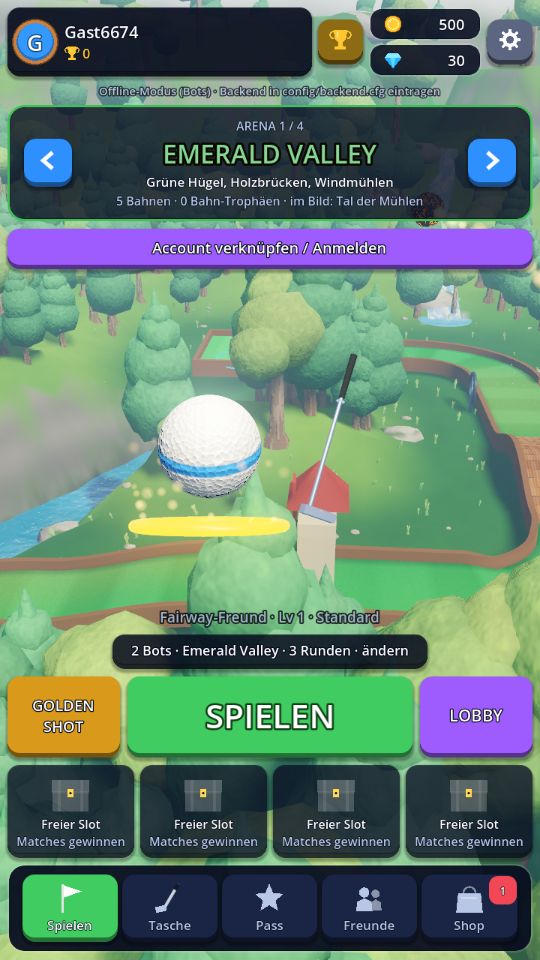 G
Gast6674
0
500
30
Offline-Modus (Bots) · Backend in config/backend.cfg eintragen
ARENA 1 / 4
EMERALD VALLEY
Grüne Hügel, Holzbrücken, Windmühlen
5 Bahnen · 0 Bahn-Trophäen · im Bild: Tal der Mühlen
Account verknüpfen / Anmelden
Fairway-Freund · Lv 1 · Standard
2 Bots · Emerald Valley · 3 Runden · ändern
GOLDEN
SHOT
SPIELEN
LOBBY
Freier Slot
Matches gewinnen
Freier Slot
Matches gewinnen
Freier Slot
Matches gewinnen
Freier Slot
Matches gewinnen
Spielen
Tasche
Pass
Freunde
1
Shop